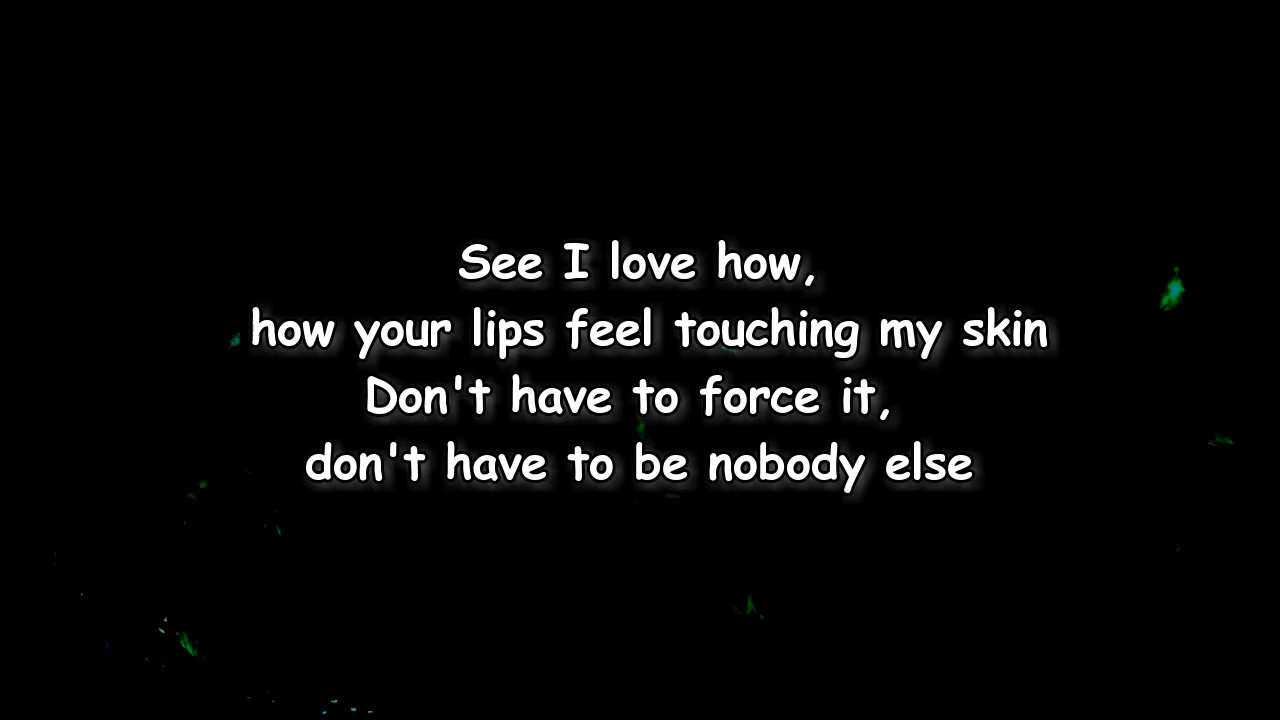 See I love how,
how your lips feel touching my skin
Don't have to force it,
don't have to be nobody else